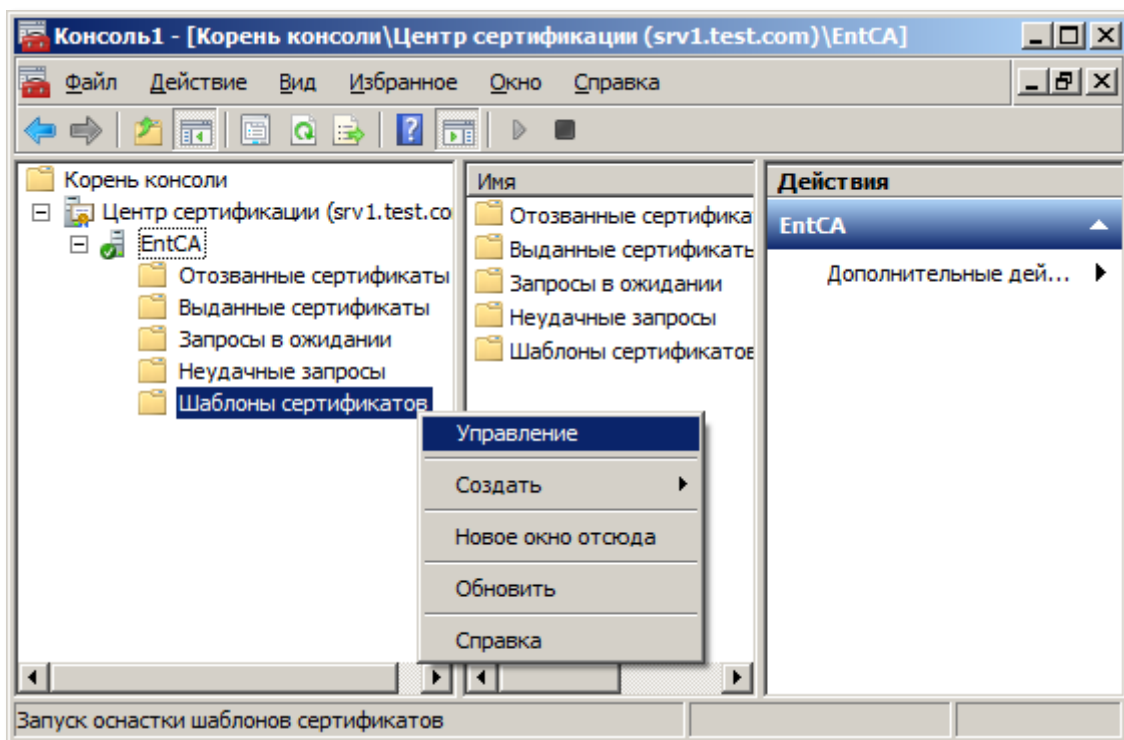 Консоль1 - [Корень консоли\Центр сертификации (srv1.test.com)\EntCA]
Файл Действие Вид Избранное Окно Справка
Корень консоли
Центр сертификации (srv1.test.co
EntCA
Отозванные сертификаты
Выданные сертификаты
Запросы в ожидании
Неудачные запросы
Шаблоны сертификатов
Имя
Отозванные сертифика
Выданные сертификать
Запросы в ожидании
Неудачные запросы
Шаблоны сертификатов
Действия
EntCA
Дополнительные дей...
Управление
Создать
Новое окно отсюда
Обновить
Справка
Запуск оснастки шаблонов сертификатов